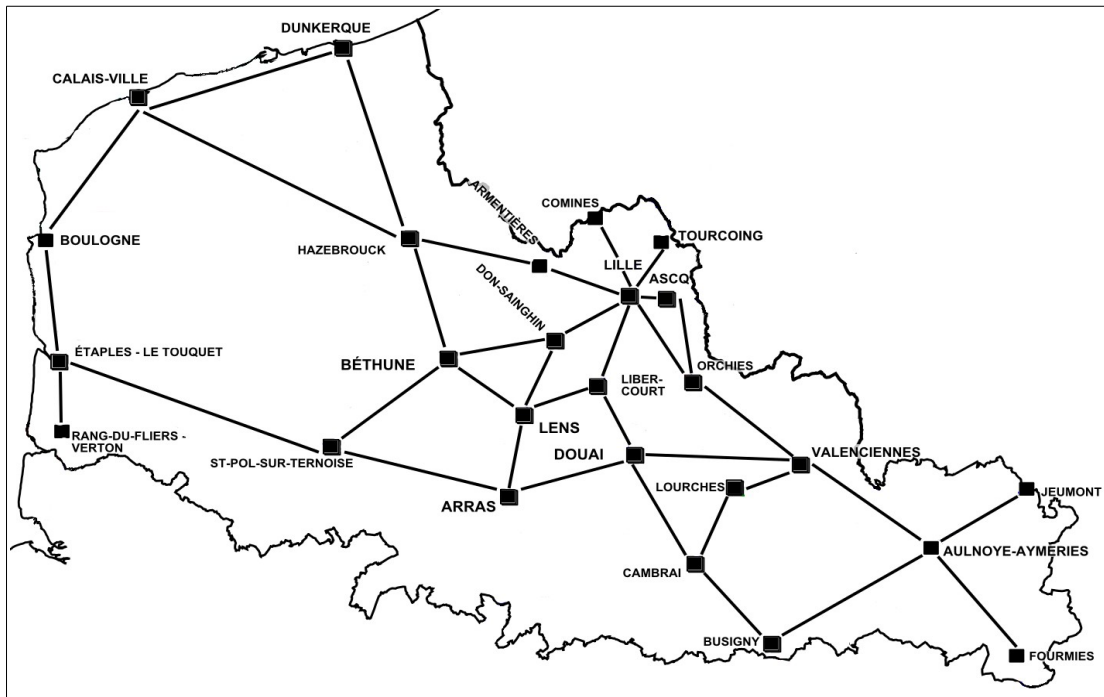 DUNKERQUE
CALAIS-VILLE
ARMENTIÈRES
COMINES
TOURCOING
BOULOGNE
HAZEBROUCK
LILLE
ASCQ
DON-SAINGHIN
ÉTAPLES - LE TOUQUET
BÉTHUNE
ORCHIES
LIBER-
COURT
RANG-DU-FLIERS -
VERTON
LENS
ST-POL-SUR-TERNOISE
DOUAI
VALENCIENNES
LOURCHES
JEUMONT
ARRAS
AULNOYE-AYMERIES
CAMBRAI
BUSIGNY
FOURMIES